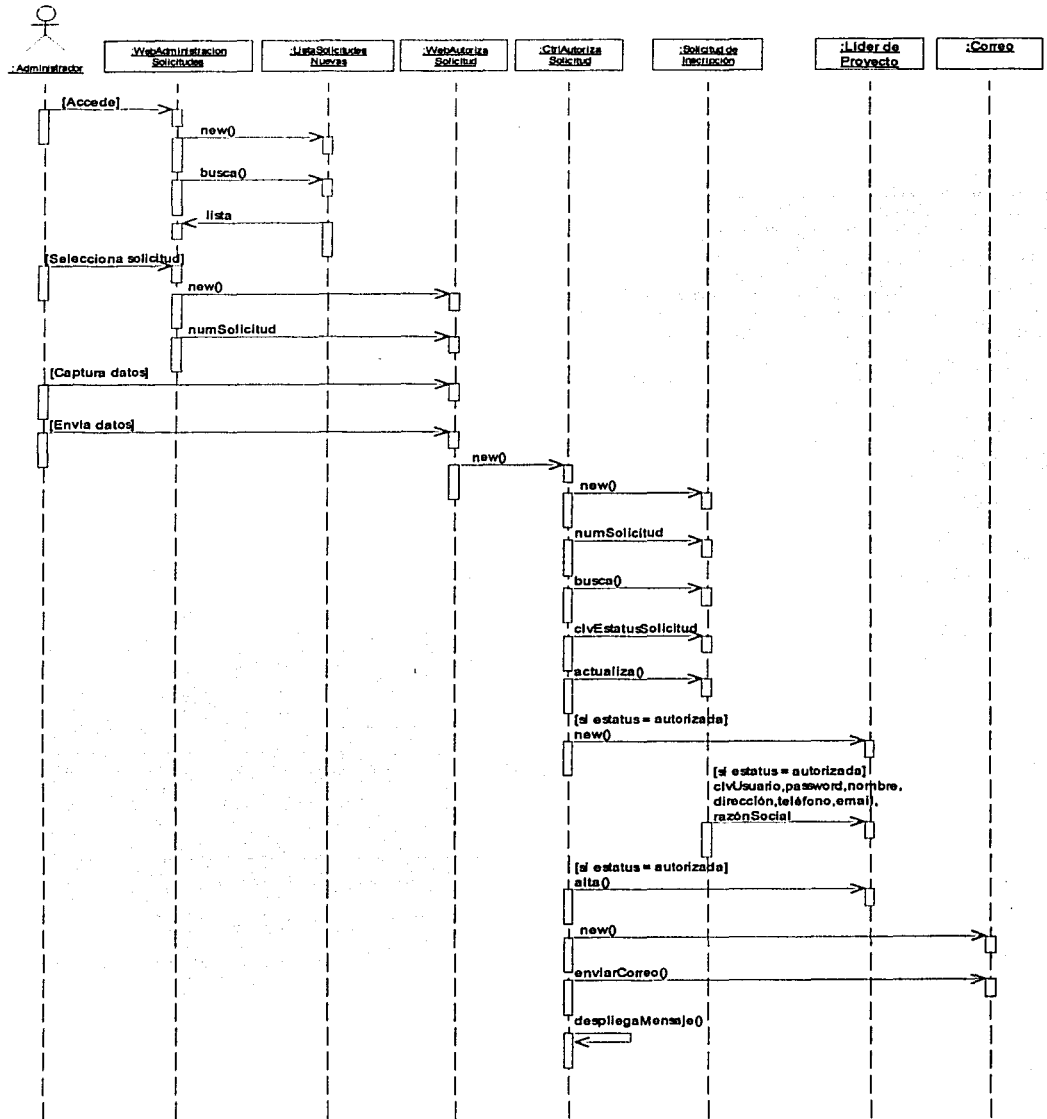 :Administrador
:WebAdministracion
Solicitudes
:ListaSolicitudes
Nuevas
:WebAutoriza
Solicitud
:CtrlAutoriza
Solicitud
:Solicitud de
Inscripción
:Lider de
Proyecto
:Correo
[Accede]
new()
busca()
lista
[Selecciona solicitud]
new()
numSolicitud
[Captura datos]
[Envia datos]
new()
new()
numSolicitud
busca()
clvEstatusSolicitud
actualiza()
[si estatus = autorizada]
new()
[si estatus = autorizada]
clvUsuario,password,nombre,
dirección,teléfono,email,
razónSocial
[si estatus = autorizada]
alta()
new()
enviarCorreo()
despliegaMensaje()